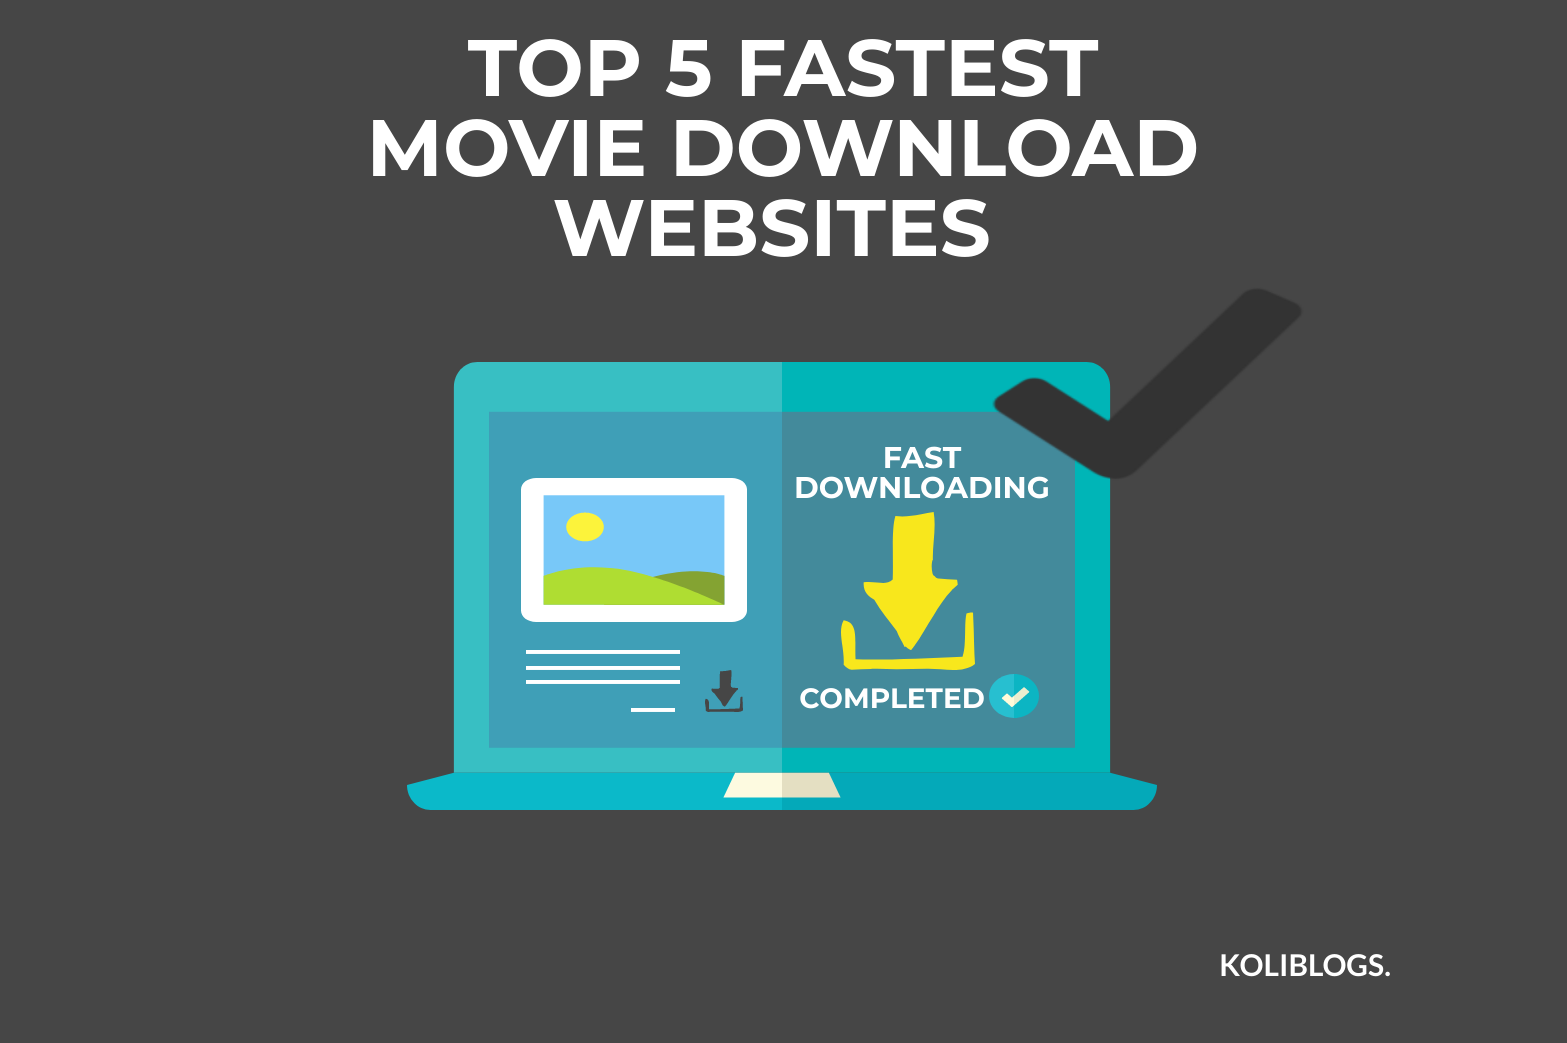 TOP 5 FASTEST
MOVIE DOWNLOAD
WEBSITES
FAST
DOWNLOADING
COMPLETED
KOLIBLOGS.